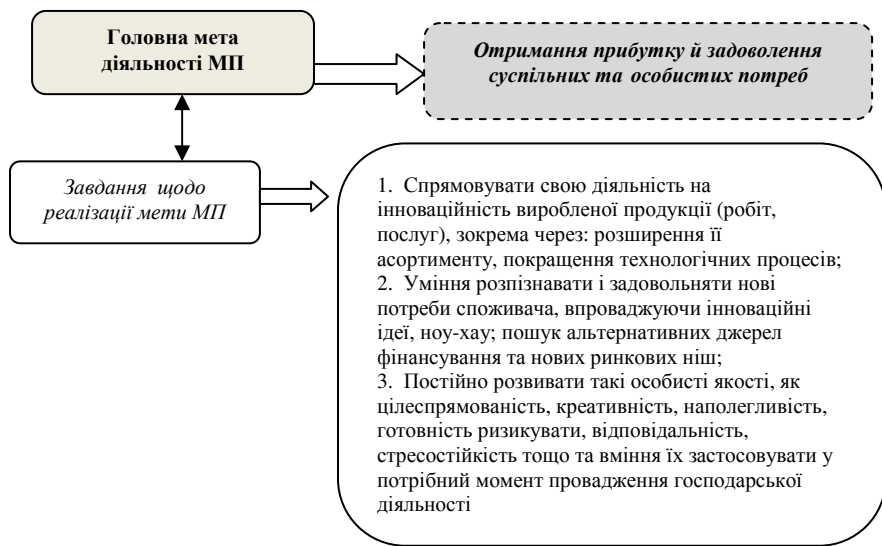 Головна мета
діяльності МП
Отримання прибутку й задоволення
суспільних та особистих потреб
Завдання щодо
реалізації мети МП
1. Спрямовувати свою діяльність на
інноваційність виробленої продукції (робіт,
послуг), зокрема через: розширення її
асортименту, покращення технологічних процесів;
2. Уміння розпізнавати і задовольняти нові
потреби споживача, впроваджуючи інноваційні
ідеї, ноу-хау; пошук альтернативних джерел
фінансування та нових ринкових ніш;
3. Постійно розвивати такі особисті якості, як
цілеспрямованість, креативність, наполегливість,
готовність ризикувати, відповідальність,
стресостійкість тощо та вміння їх застосовувати у
потрібний момент провадження господарської
діяльності